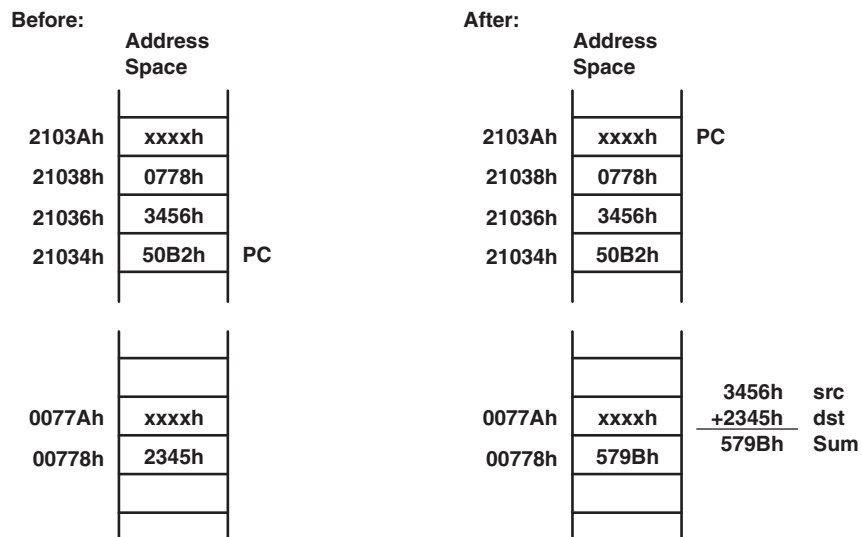 Before:
Address
Space
2103Ah xxxxh
21038h 0778h
21036h 3456h
21034h 50B2h PC
0077Ah xxxxh
00778h 2345h
After:
Address
Space
2103Ah xxxxh PC
21038h 0778h
21036h 3456h
21034h 50B2h
0077Ah xxxxh
00778h 579Bh
3456h src
+2345h dst
579Bh Sum